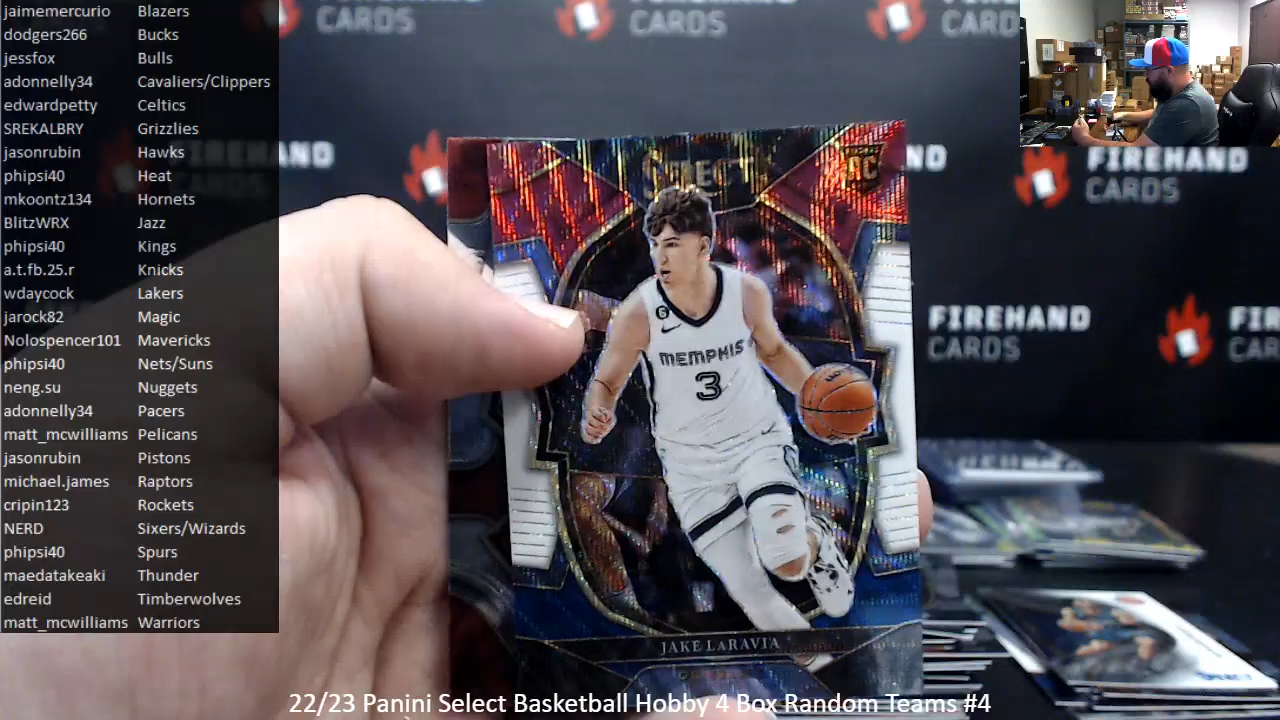 jaimemercurio Blazers
dodgers266 Bucks
jessfox Bulls
adonnelly34 Cavaliers/Clippers
edwardpetty Celtics
SREKALBRY Grizzlies
jasonrubin Hawks
phipsi40 Heat
mkoontz134 Hornets
BlitzWRX Jazz
phipsi40 Kings
a.t.fb.25.r Knicks
wdaycock Lakers
jarock82 Magic
Nolospencer101 Mavericks
phipsi40 Nets/Suns
neng.su Nuggets
adonnelly34 Pacers
matt_mcwilliams Pelicans
jasonrubin Pistons
michael.james Raptors
cripin123 Rockets
NERD Sixers/Wizards
phipsi40 Spurs
maedatakeaki Thunder
edreid Timberwolves
matt_mcwilliams Warriors
CARDS
FIREHAND
CARDS
CARD
SELECT
RC
MEMPHIS
3
JAKE LARAVIA
FIREHAND
CARDS
FIREHAND
CARDS
FI
CAR
22/23 Panini Select Basketball Hobby 4 Box Random Teams #4